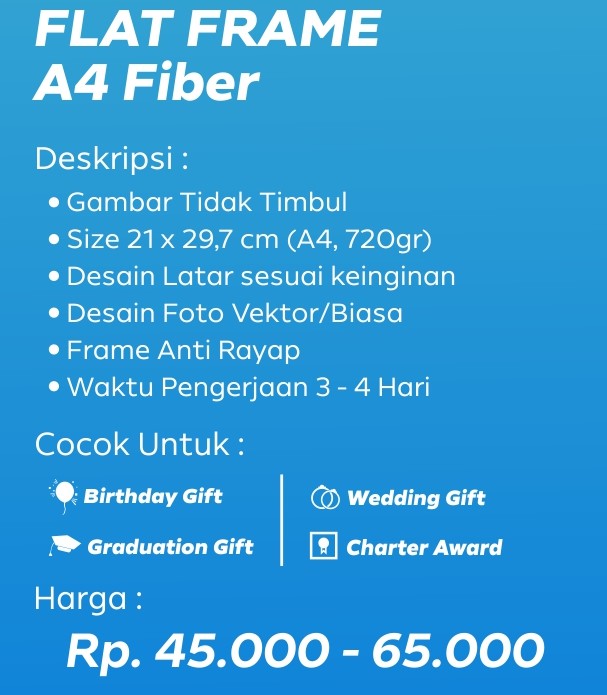 FLAT FRAME
A4 Fiber
Deskripsi :
• Gambar Tidak Timbul
• Size 21 x 29,7 cm (A4, 720gr)
• Desain Latar sesuai keinginan
• Desain Foto Vektor/Biasa
• Frame Anti Rayap
• Waktu Pengerjaan 3 - 4 Hari
Cocok Untuk :
Birthday Gift
Wedding Gift
Graduation Gift
Charter Award
Harga :
Rp. 45.000 - 65.000